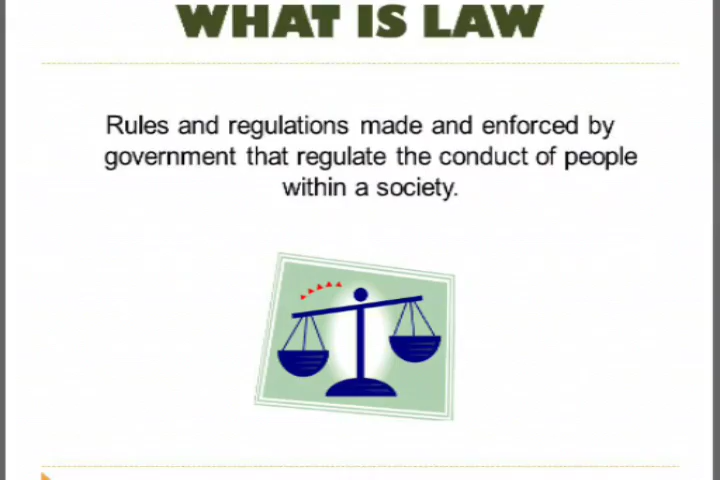 WHAT IS LAW
Rules and regulations made and enforced by
government that regulate the conduct of people
within a society.